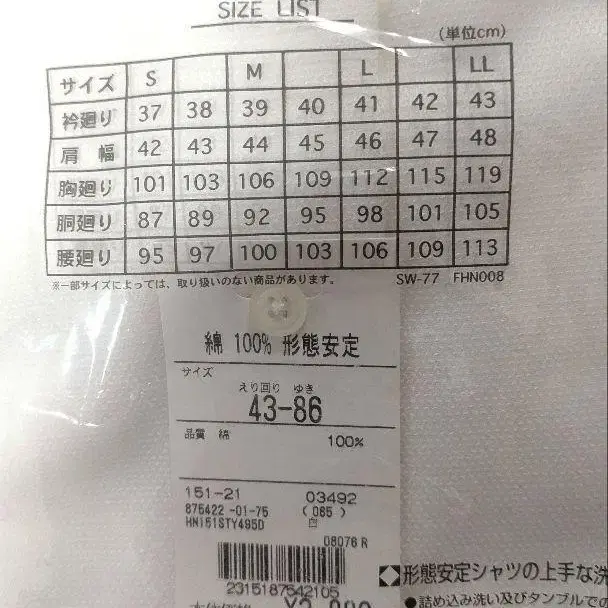 SIZE LIST
(単位cm)
サイズ S M L LL
衿廻り 37 38 39 40 41 42 43
肩幅 42 43 44 45 46 47 48
胸廻り 101 103 106 109 112 115 119
胴廻り 87 89 92 95 98 101 105
腰廻り 95 97 100 103 106 109 113
※一部サイズによっては、取り扱いのない商品があります。 SW-77 FHN008
綿 100% 形態安定
サイズ
えり回り ゆき
43-86
品質 綿 100%
151-21 03492
875422 -01-75 (085)
HN151STY495D 白
08076 R
2315187542105
形態安定シャツの上手な洗
●詰め込み洗い及びタンブルでの